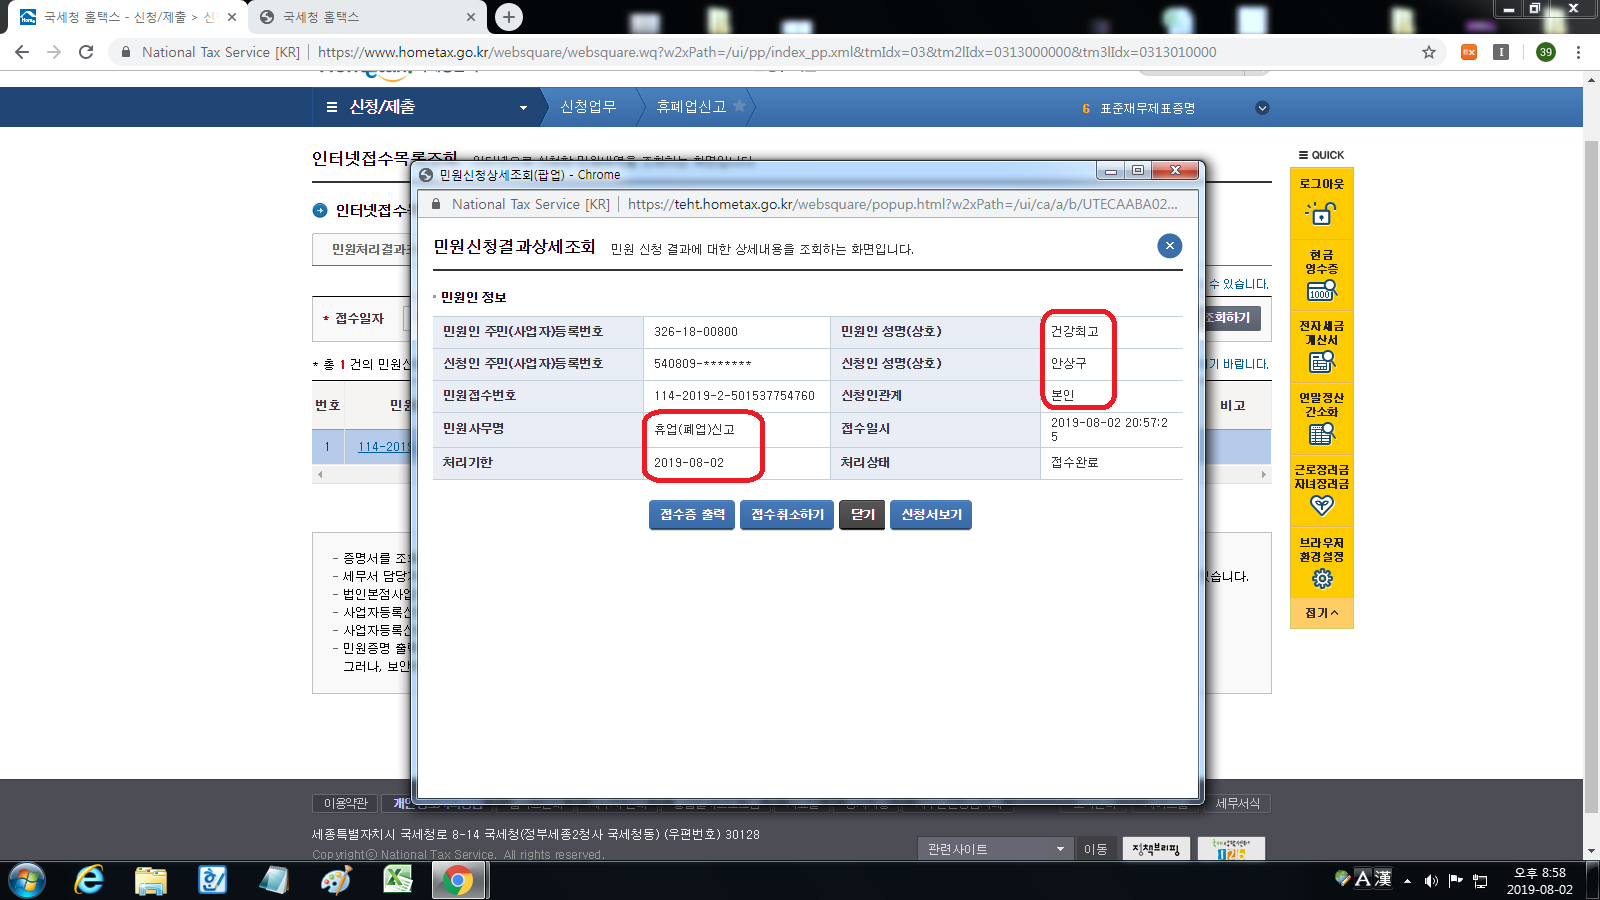 국세청 홈택스 - 신청/제출 > 신
국세청 홈택스
National Tax Service [KR]
https://www.hometax.go.kr/websquare/websquare.wq?w2xPath=/ui/pp/index_pp.xml&tmIdx=03&tm2lIdx=0313000000&tm3lIdx=0313010000
39
신청/제출
신청업무
휴폐업신고
6 표준재무제표증명
인터넷접수목록조회
QUICK
로그아웃
현금
영수증
1000
전자세금
계산서
연말정산
간소화
근로장려금
자녀장려금
브라우저
환경설정
접기
인터넷접수
민원처리결과
수 있습니다.
* 접수일자
조회하기
* 총 1 건의 민원신
기 바랍니다.
번호
민원
비고
1
114-2019
민원신청상세조회(팝업) - Chrome
National Tax Service [KR]
https://teht.hometax.go.kr/websquare/popup.html?w2xPath=/ui/ca/a/b/UTECAABA02...
민원신청결과상세조회
민원 신청 결과에 대한 상세내용을 조회하는 화면입니다.
민원인 정보
민원인 주민(사업자)등록번호 326-18-00800 민원인 성명(상호) 건강최고
신청인 주민(사업자)등록번호 540809-******* 신청인 성명(상호) 안상구
민원접수번호 114-2019-2-501537754760 신청인관계 본인
민원사무명 휴업(폐업)신고 접수일시 2019-08-02 20:57:2
5
처리기한 2019-08-02 처리상태 접수완료
접수증 출력
접수취소하기
닫기
신청서보기
- 증명서를 조회
- 세무서 담당자
있습니다.
- 법인본점사업
- 사업자등록신
- 사업자등록신
- 민원증명 출력
그러나, 보안
이용약관
세무서식
세종특별자치시 국세청로 8-14 국세청(정부세종2청사 국세청동) (우편번호) 30128
Copyrightⓒ National Tax Service. All rights reserved.
관련사이트
이동
정책브리핑
126
A 漢
오후 8:58
2019-08-02